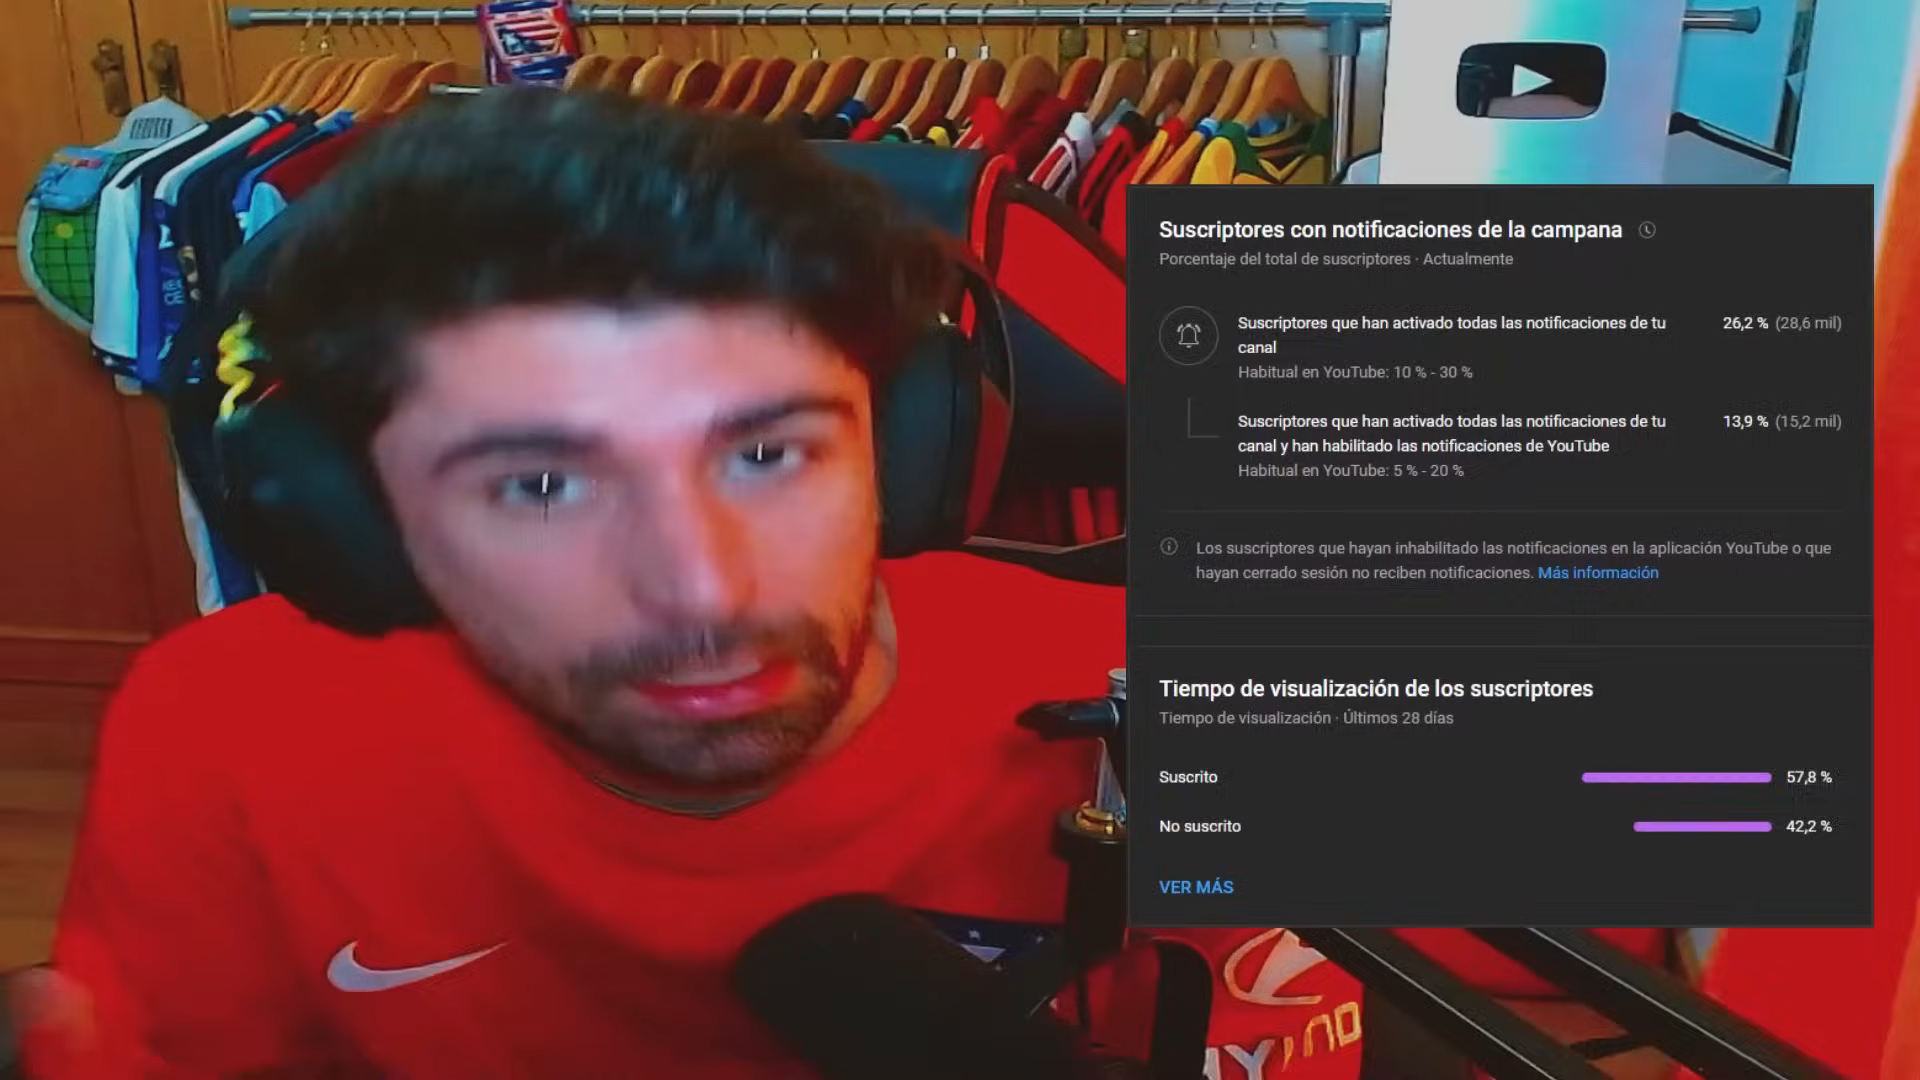 Suscriptores con notificaciones de la campana
Porcentaje del total de suscriptores · Actualmente
Suscriptores que han activado todas las notificaciones de tu
canal
26,2 % (28,6 mil)
Habitual en YouTube: 10 % - 30 %
Suscriptores que han activado todas las notificaciones de tu
canal y han habilitado las notificaciones de YouTube
13,9 % (15,2 mil)
Habitual en YouTube: 5 % - 20 %
Los suscriptores que hayan inhabilitado las notificaciones en la aplicación YouTube o que
hayan cerrado sesión no reciben notificaciones. Más información
Tiempo de visualización de los suscriptores
Tiempo de visualización · Últimos 28 días
Suscrito 57,8 %
No suscrito 42,2 %
VER MÁS